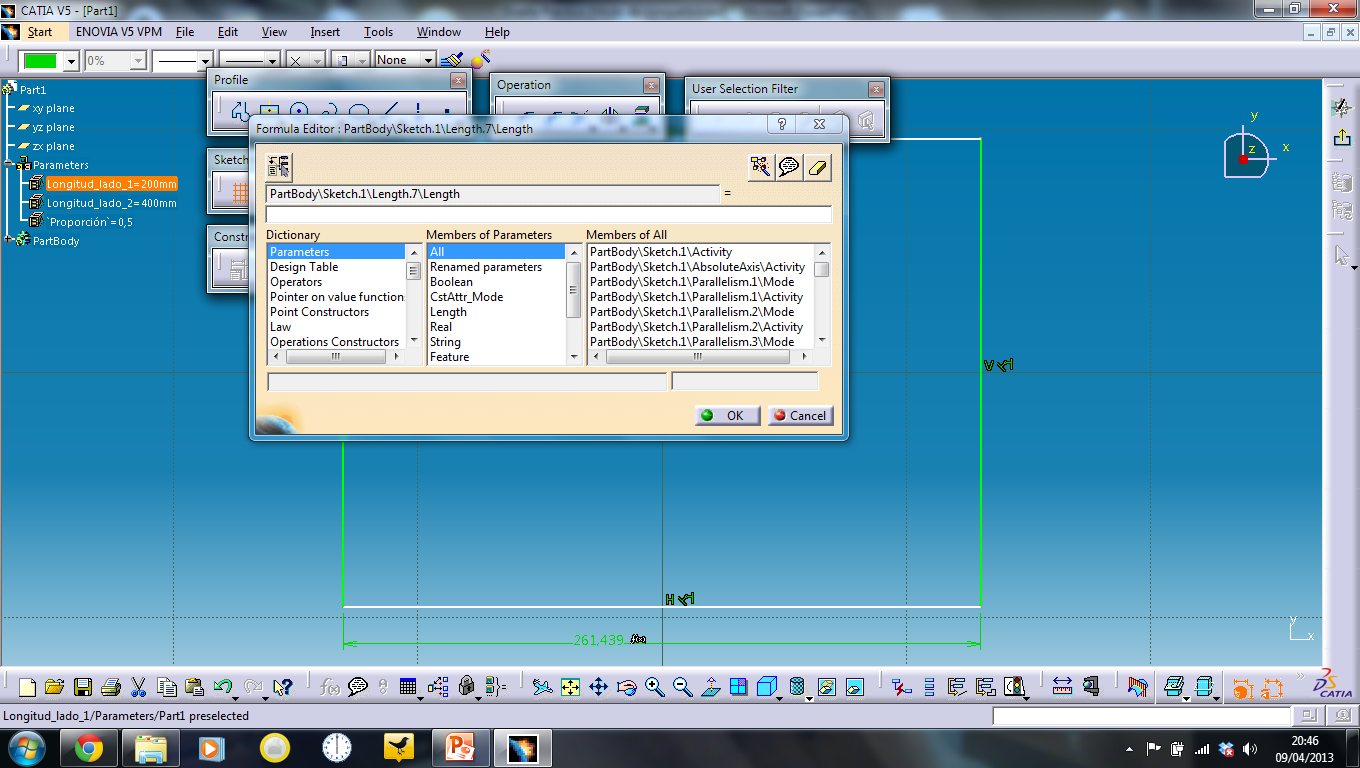 CATIA V5 - [Part1]
Start ENOVIA V5 VPM File Edit View Insert Tools Window Help
0% None
Profile
Operation
User Selection Filter
Part1
xy plane
yz plane
zx plane
Parameters
Longitud_lado_1=200mm
Longitud_lado_2=400mm
`Proporción`=0,5
PartBody
Sketch
Constr
Formula Editor : PartBody\Sketch.1\Length.7\Length
PartBody\Sketch.1\Length.7\Length =
Dictionary
Parameters
Design Table
Operators
Pointer on value function
Point Constructors
Law
Operations Constructors
Members of Parameters
All
Renamed parameters
Boolean
CstAttr_Mode
Length
Real
String
Feature
Members of All
PartBody\Sketch.1\Activity
PartBody\Sketch.1\AbsoluteAxis\Activity
PartBody\Sketch.1\Parallelism.1\Mode
PartBody\Sketch.1\Parallelism.1\Activity
PartBody\Sketch.1\Parallelism.2\Mode
PartBody\Sketch.1\Parallelism.2\Activity
PartBody\Sketch.1\Parallelism.3\Mode
OK Cancel
y
z x
V
H
261,439 f(x)
y
x
f(x)
CATIA
Longitud_lado_1/Parameters/Part1 preselected
20:46
09/04/2013